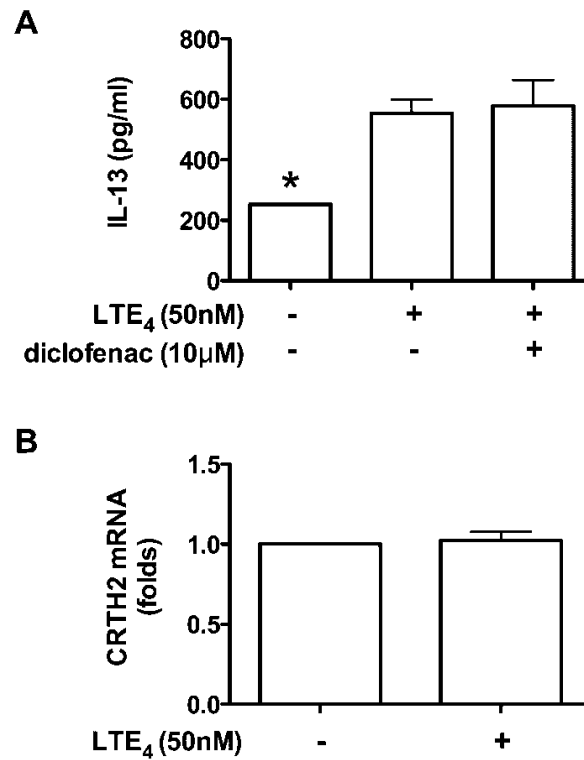 A
800
600
400
200
0
IL-13 (pg/ml)
*
LTE4 (50nM) - + +
diclofenac (10µM) - - +
B
1.5
1.0
0.5
0.0
CRTH2 mRNA
(folds)
LTE4 (50nM) - +